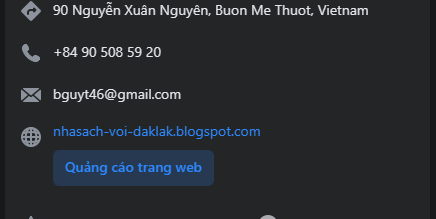 90 Nguyễn Xuân Nguyên, Buon Me Thuot, Vietnam
+84 90 508 59 20
bguyt46@gmail.com
nhasach-voi-daklak.blogspot.com
Quảng cáo trang web